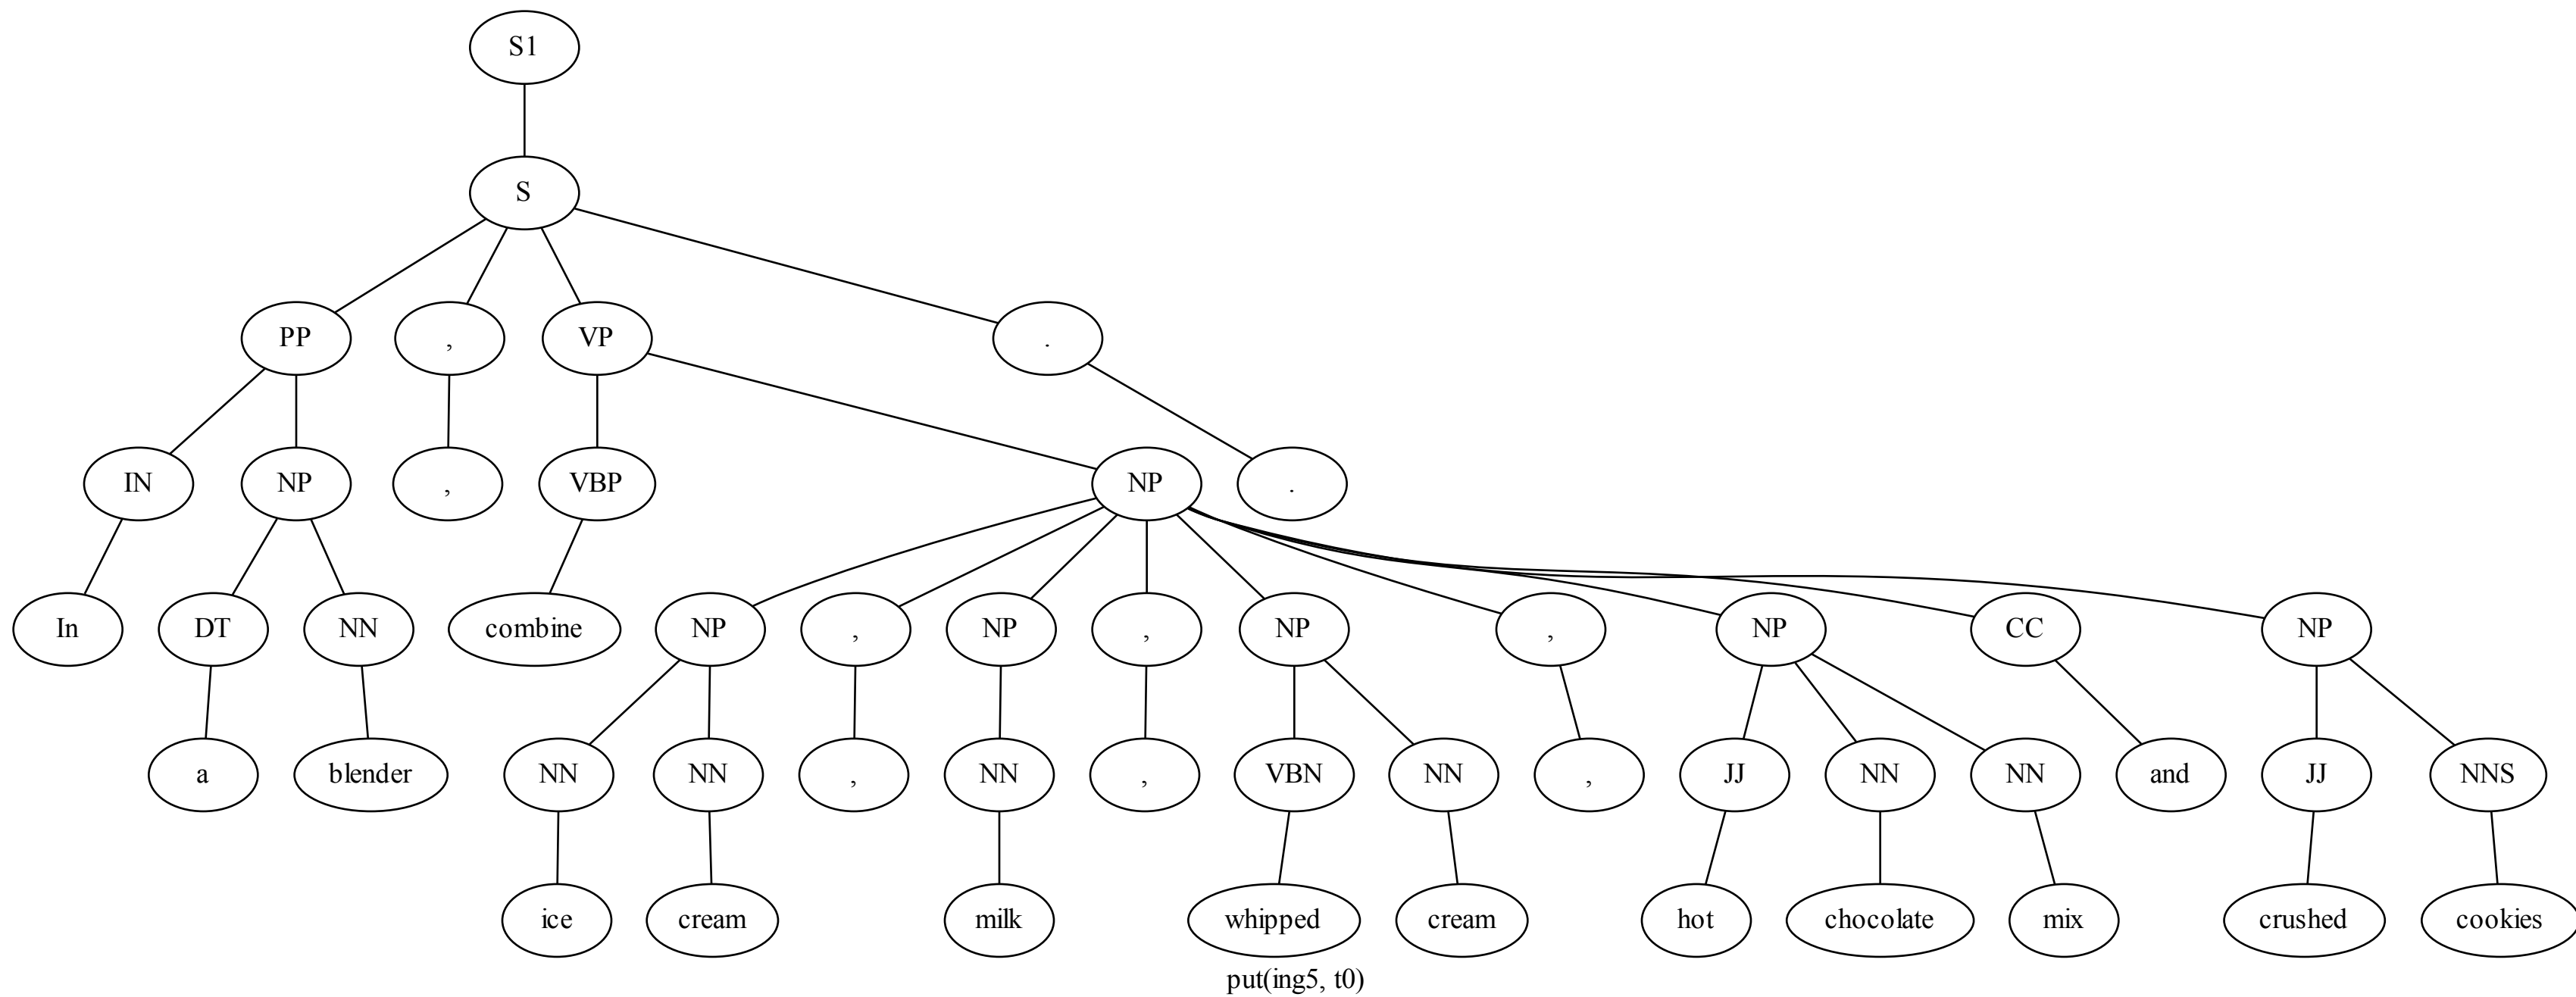 S1
S
PP , VP .
IN NP , VBP NP .
In DT NN combine NP , NP , NP , NP CC NP
a blender NN NN , NN , VBN NN , JJ NN NN and JJ NNS
ice cream milk whipped cream hot chocolate mix crushed cookies
put(ing5, t0)